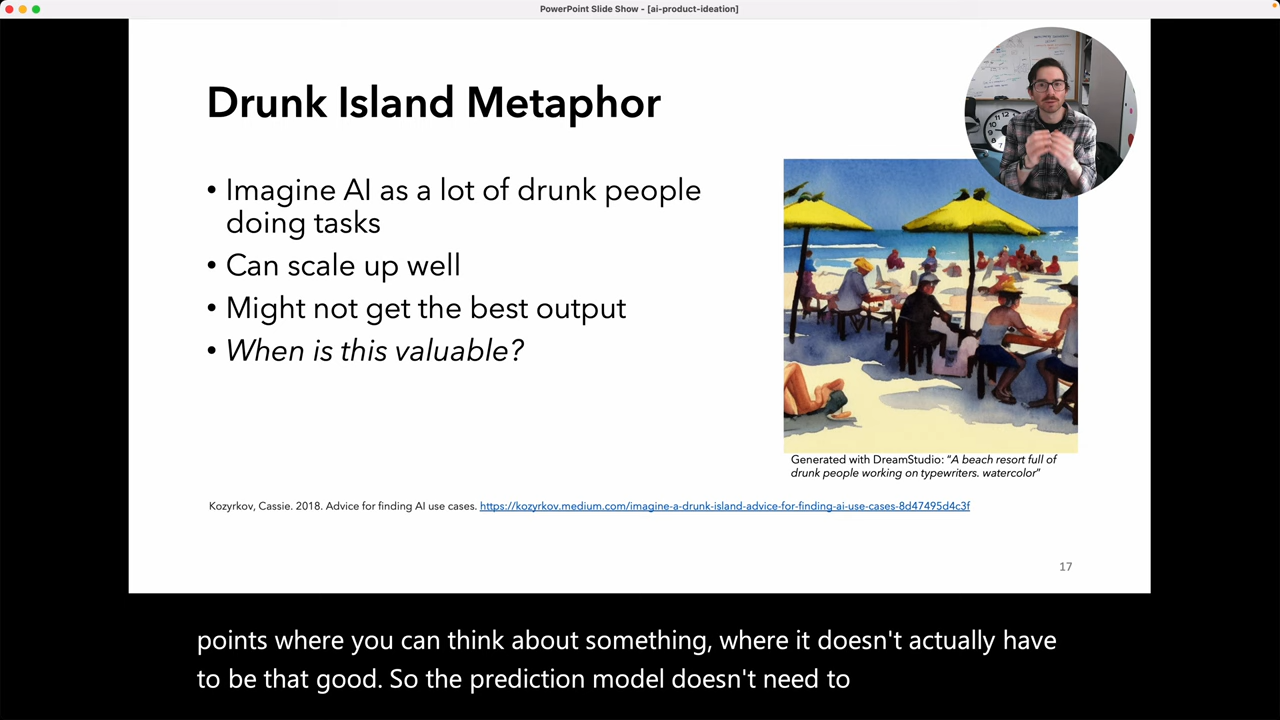 PowerPoint Slide Show - [ai-product-ideation]
Drunk Island Metaphor
• Imagine AI as a lot of drunk people
doing tasks
• Can scale up well
• Might not get the best output
• When is this valuable?
Generated with DreamStudio: "A beach resort full of
drunk people working on typewriters. watercolor"
Kozyrkov, Cassie. 2018. Advice for finding AI use cases. https://kozyrkov.medium.com/imagine-a-drunk-island-advice-for-finding-ai-use-cases-8d47495d4c3f
17
points where you can think about something, where it doesn't actually have
to be that good. So the prediction model doesn't need to